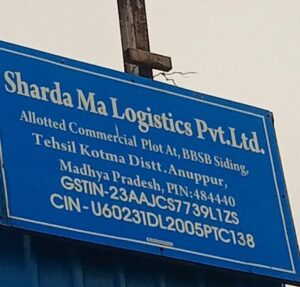 Sharda Ma Logistics Pvt.Ltd.
Allotted Commercial Plot At, BBSB Siding,
Tehsil Kotma Distt. Anuppur,
Madhya Pradesh, PIN:484440
GSTIN-23AAJCS7739L1ZS
CIN-U60231DL2005PTC138